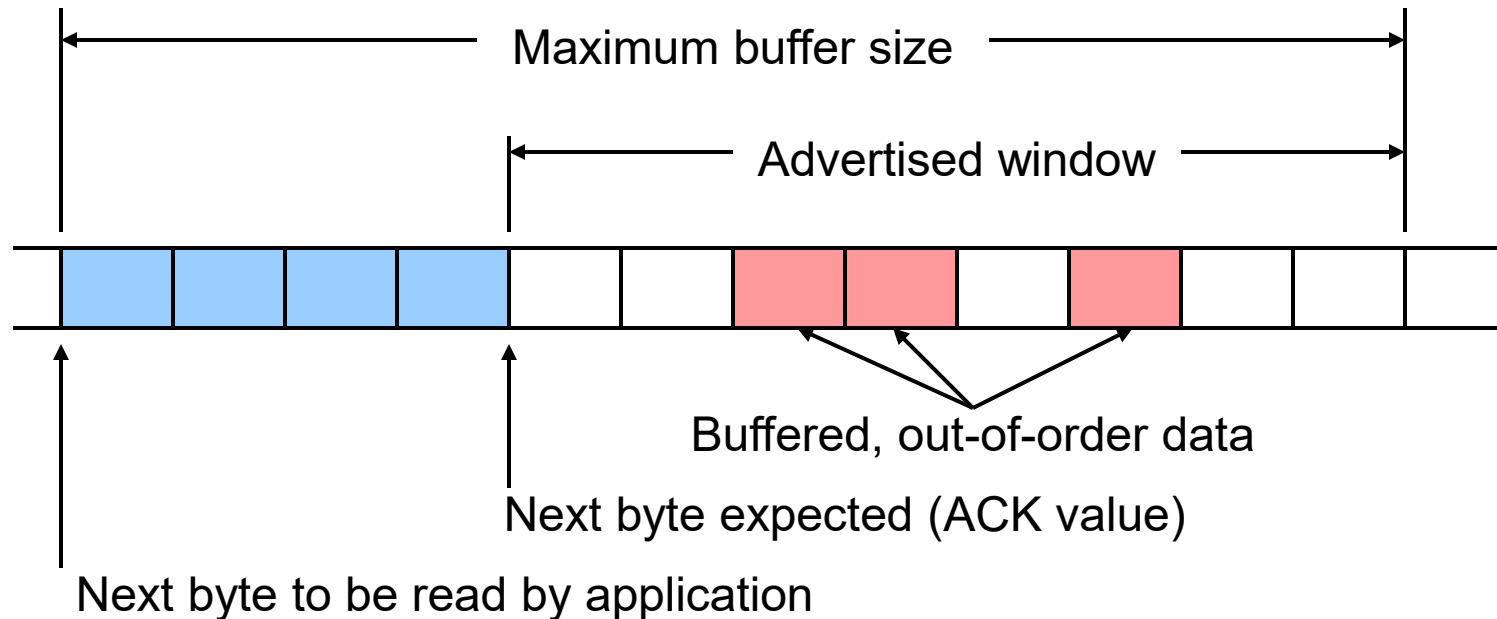 Maximum buffer size
Advertised window
Buffered, out-of-order data
Next byte expected (ACK value)
Next byte to be read by application